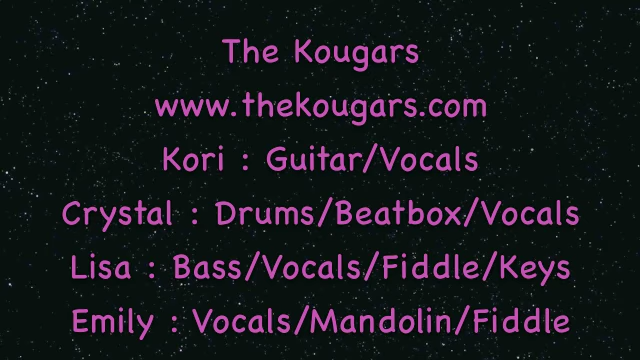 The Kougars
www.thekougars.com
Kori : Guitar/Vocals
Crystal : Drums/Beatbox/Vocals
Lisa : Bass/Vocals/Fiddle/Keys
Emily : Vocals/Mandolin/Fiddle